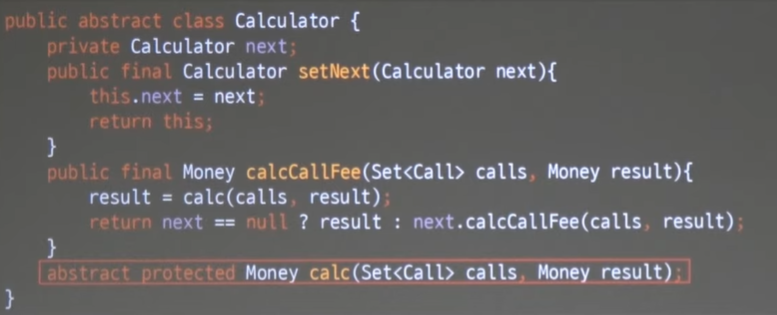 public abstract class Calculator {
    private Calculator next;
    public final Calculator setNext(Calculator next){
        this.next = next;
        return this;
    }
    public final Money calcCallFee(Set<Call> calls, Money result){
        result = calc(calls, result);
        return next == null ? result : next.calcCallFee(calls, result);
    }
    abstract protected Money calc(Set<Call> calls, Money result);
}